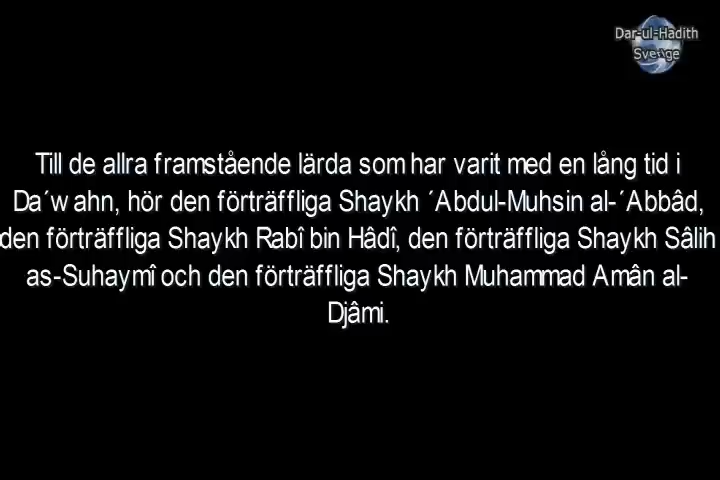 Dar-ul-Hadith
Sverige
Till de allra framstående lärda som har varit med en lång tid i
Da´wahn, hör den förträffliga Shaykh ´Abdul-Muhsin al-´Abbâd,
den förträffliga Shaykh Rabî bin Hâdî, den förträffliga Shaykh Sâlih
as-Suhaymî och den förträffliga Shaykh Muhammad Amân al-
Djâmi.